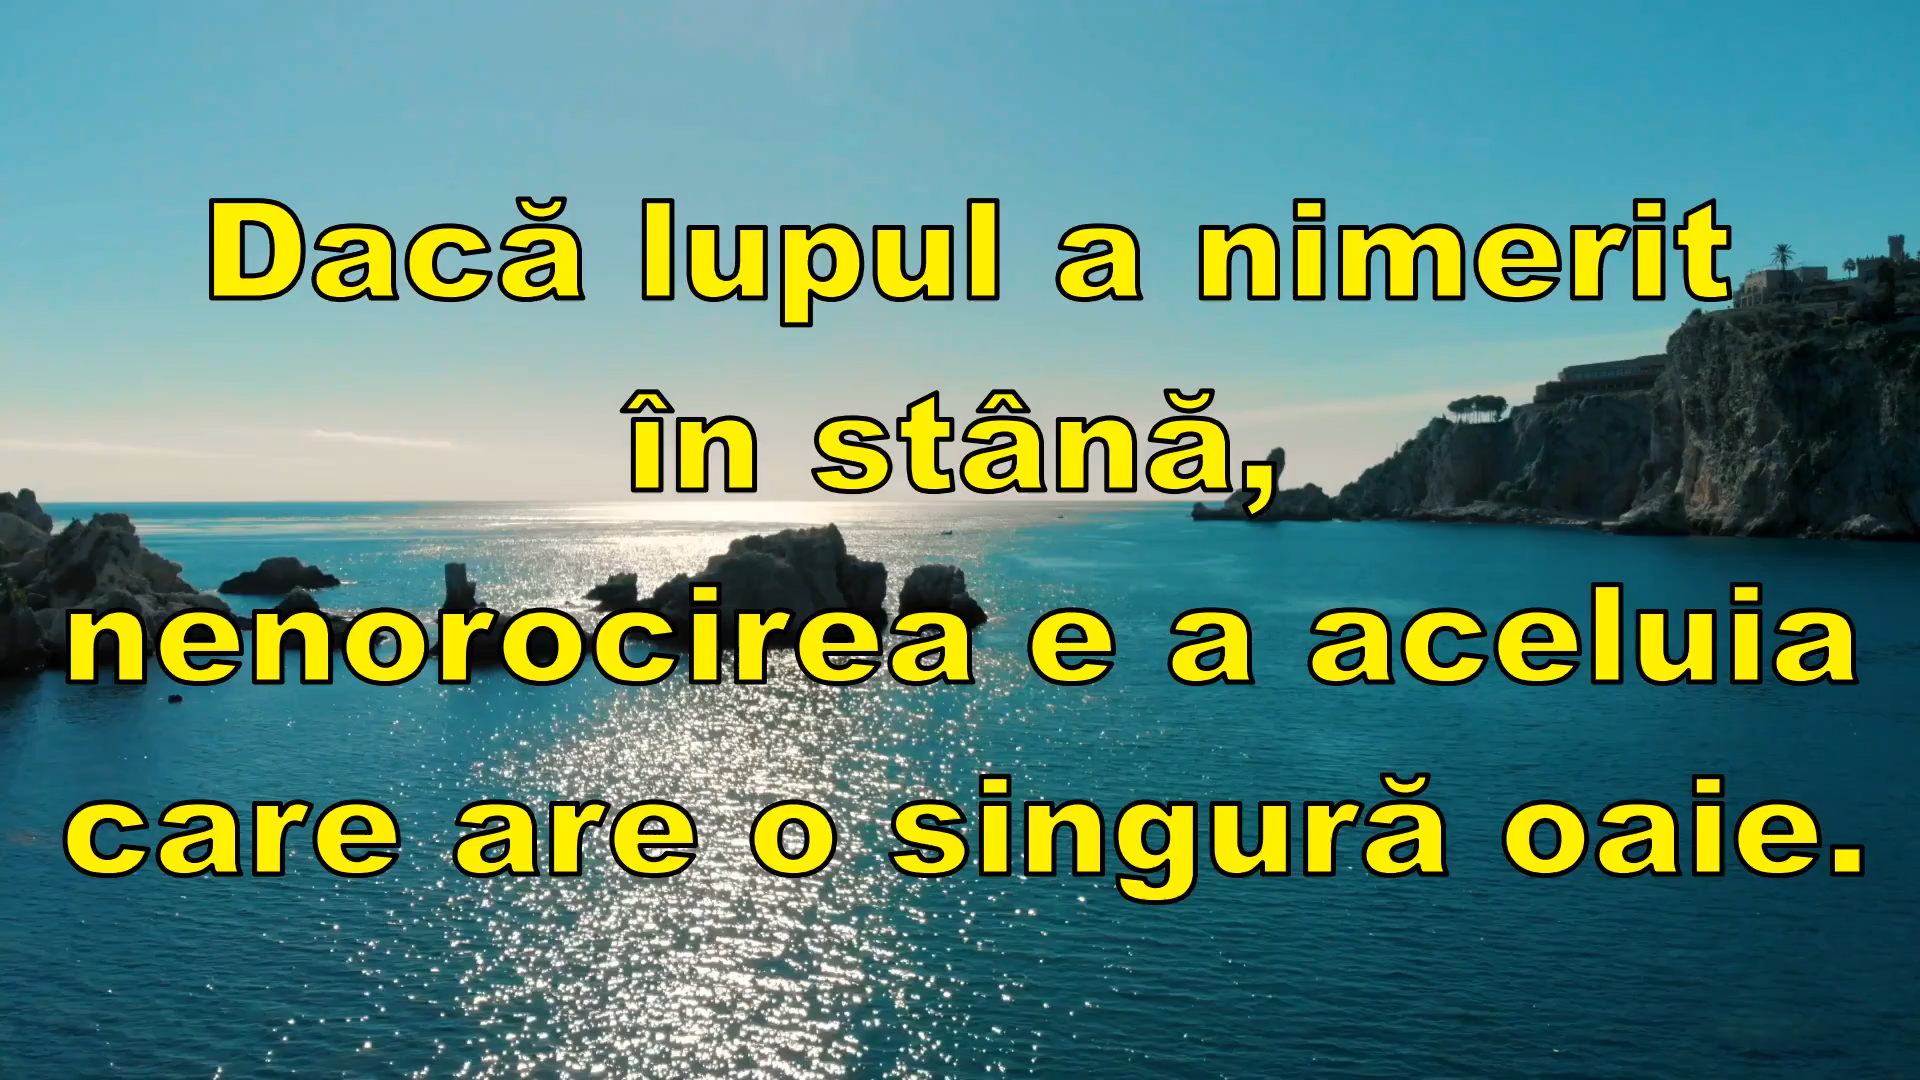 Dacă lupul a nimerit
în stână,
nenorocirea e a aceluia
care are o singură oaie.